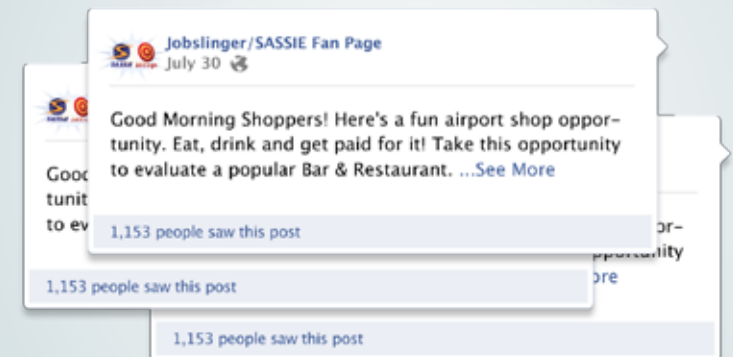 Jobslinger/SASSIE Fan Page
July 30
Good Morning Shoppers! Here's a fun airport shop oppor-
tunity. Eat, drink and get paid for it! Take this opportunity
to evaluate a popular Bar & Restaurant. ...See More
1,153 people saw this post
Good
tunit
to ev
1,153 people saw this post
or-
opportunity
ore
1,153 people saw this post